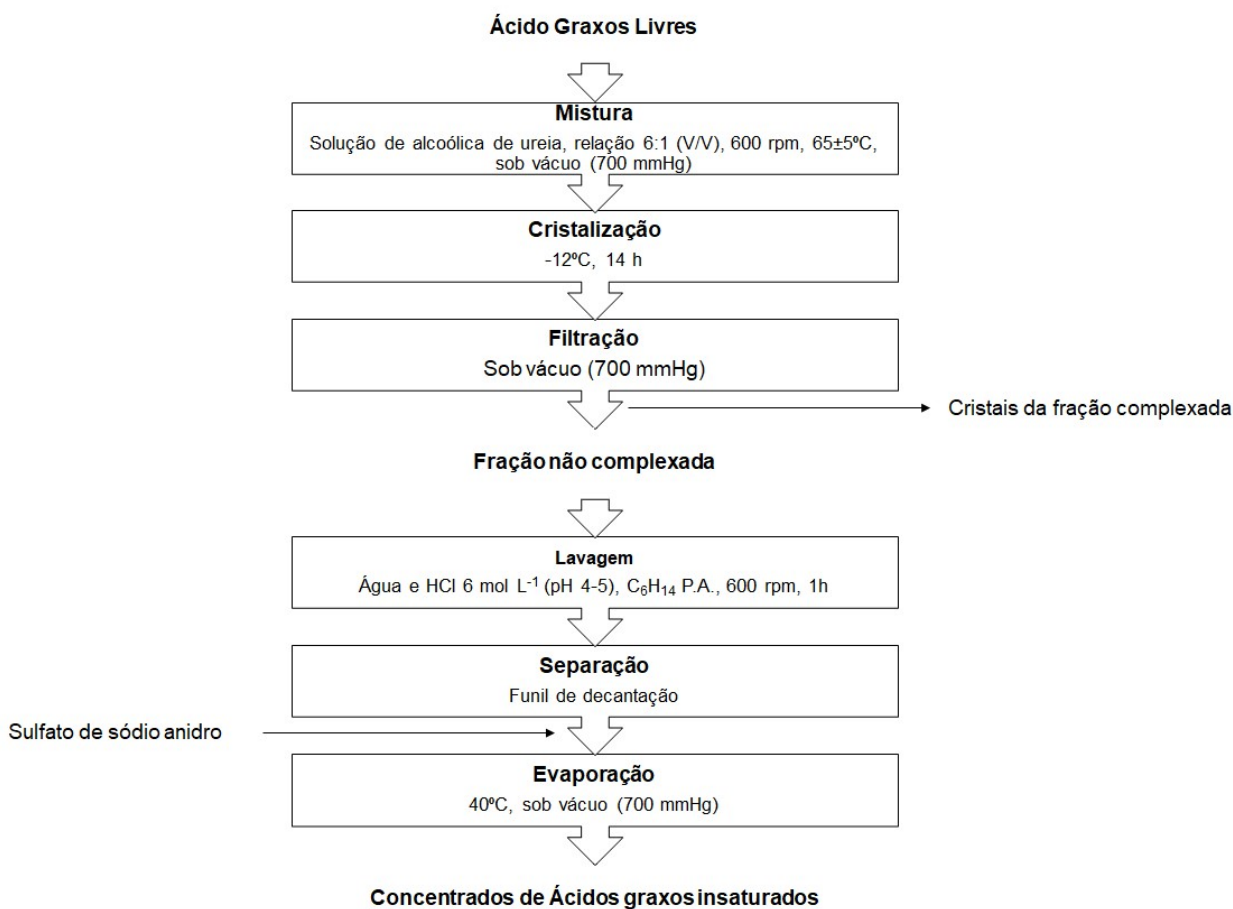 Ácido Graxos Livres
Mistura
Solução de alcoólica de ureia, relação 6:1 (V/V), 600 rpm, 65±5ºC,
sob vácuo (700 mmHg)
Cristalização
-12ºC, 14 h
Filtração
Sob vácuo (700 mmHg)
Cristais da fração complexada
Fração não complexada
Lavagem
Água e HCl 6 mol L⁻¹ (pH 4-5), C₆H₁₄ P.A., 600 rpm, 1h
Separação
Funil de decantação
Sulfato de sódio anidro
Evaporação
40ºC, sob vácuo (700 mmHg)
Concentrados de Ácidos graxos insaturados